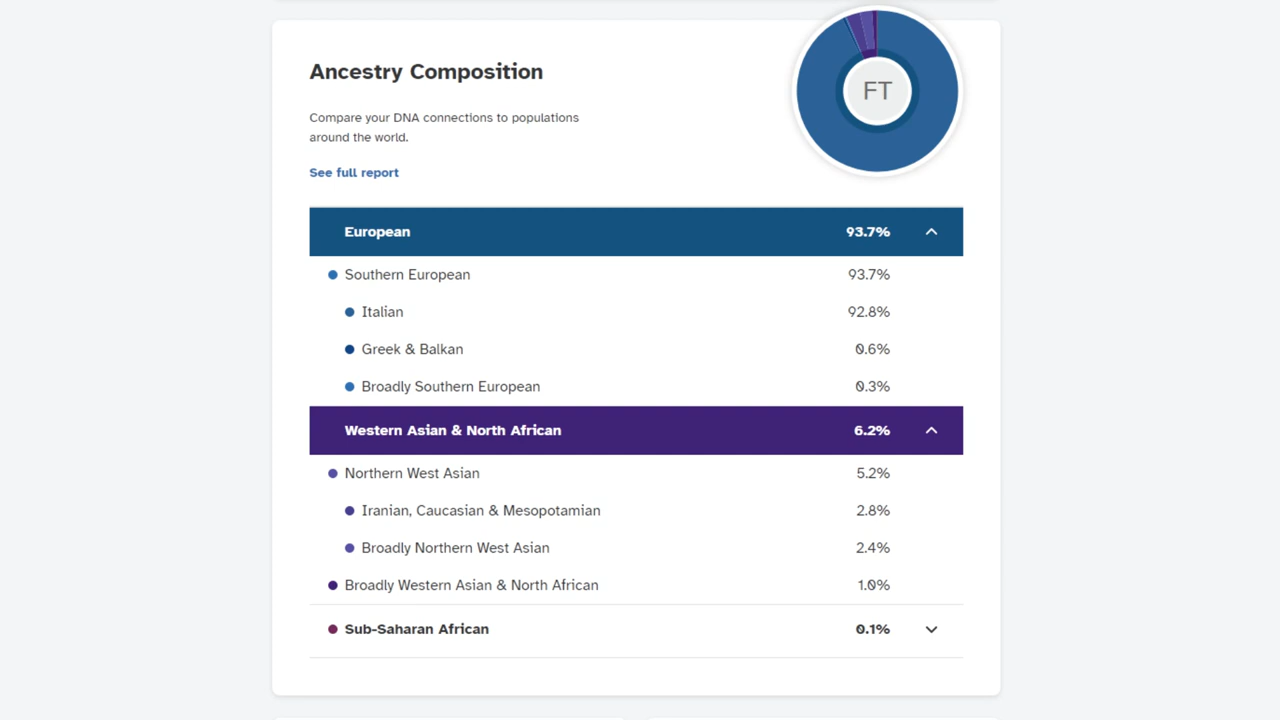 FT
Ancestry Composition
Compare your DNA connections to populations
around the world.
See full report
European 93.7%
Southern European 93.7%
Italian 92.8%
Greek & Balkan 0.6%
Broadly Southern European 0.3%
Western Asian & North African 6.2%
Northern West Asian 5.2%
Iranian, Caucasian & Mesopotamian 2.8%
Broadly Northern West Asian 2.4%
Broadly Western Asian & North African 1.0%
Sub-Saharan African 0.1%